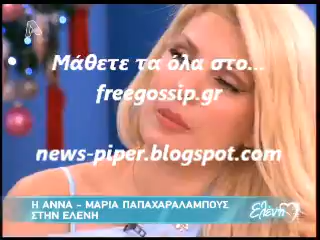 Μάθετε τα όλα στο...
freegossip.gr
news-piper.blogspot.com
Η ΑΝΝΑ - ΜΑΡΙΑ ΠΑΠΑΧΑΡΑΛΑΜΠΟΥΣ
ΣΤΗΝ ΕΛΕΝΗ
Ελένη